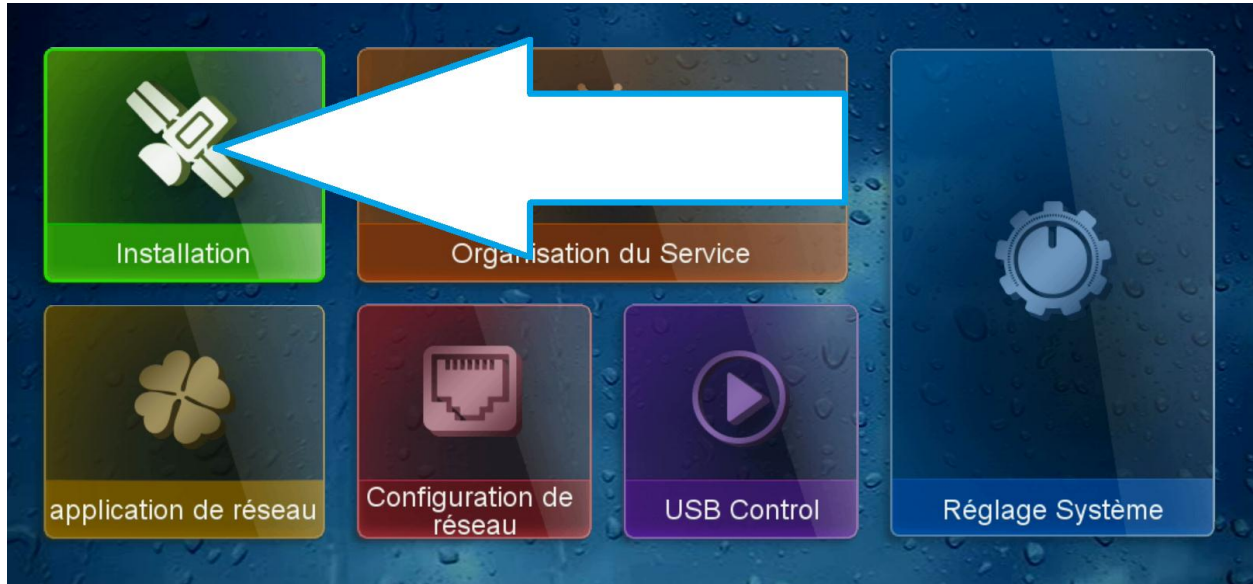 Installation
Organisation du Service
application de réseau
Configuration de
réseau
USB Control
Réglage Système